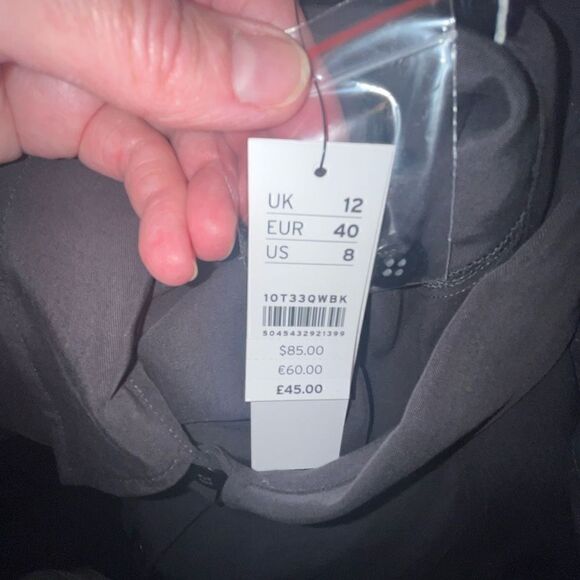 UK 12
EUR 40
US 8
10T33QWBK
5045432921399
$85.00
€60.00
£45.00